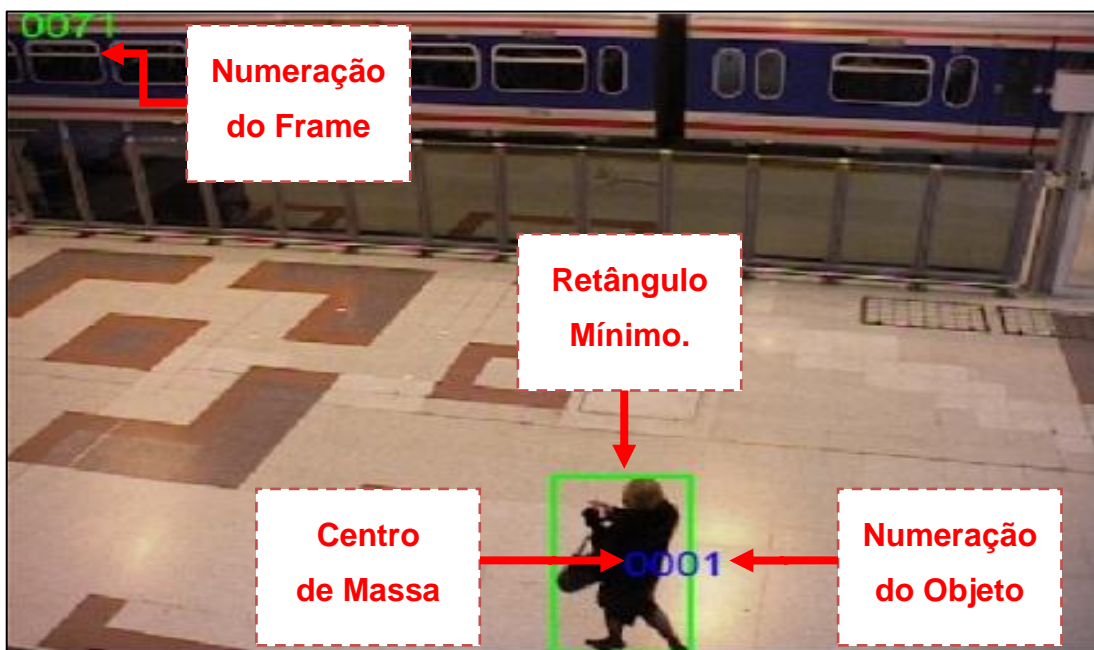 0071
Numeração
do Frame
Retângulo
Mínimo.
Centro
de Massa
0001
Numeração
do Objeto